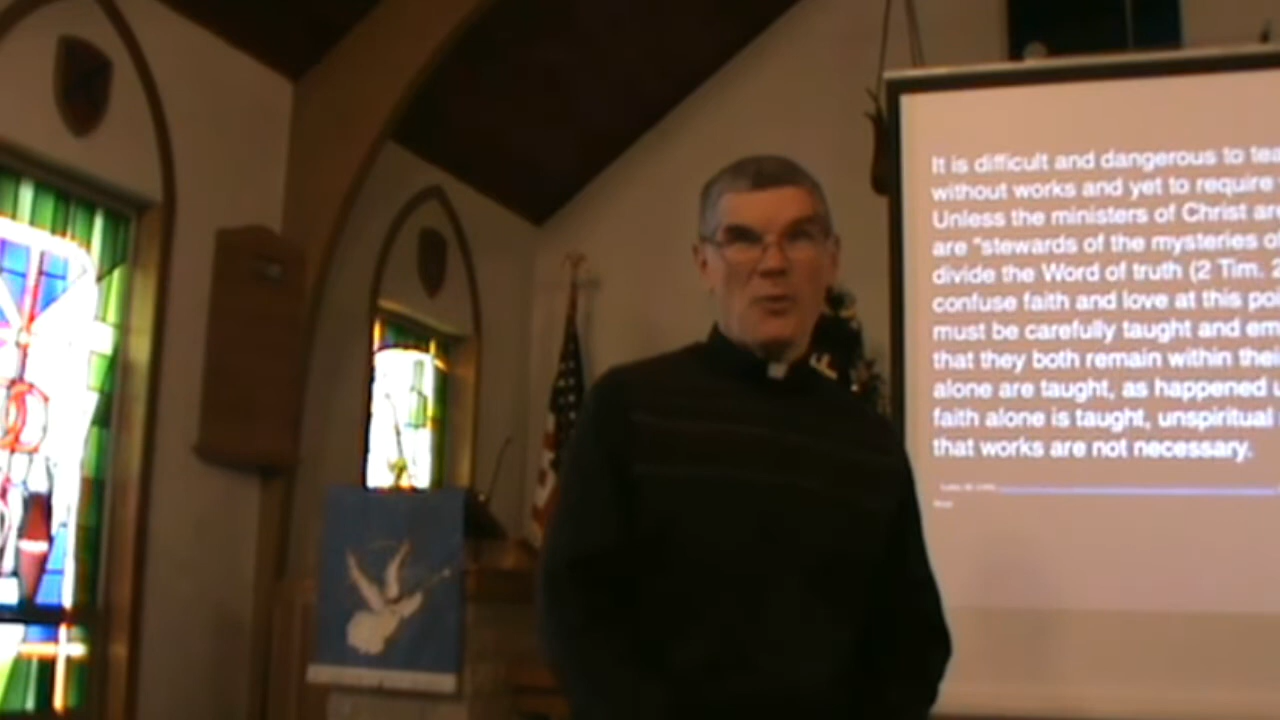 It is difficult and dangerous to tea
without works and yet to require
Unless the ministers of Christ ar
are "stewards of the mysteries o
divide the Word of truth (2 Tim. 2
confuse faith and love at this po
must be carefully taught and em
that they both remain within thei
alone are taught, as happened u
faith alone is taught, unspiritual
that works are not necessary.